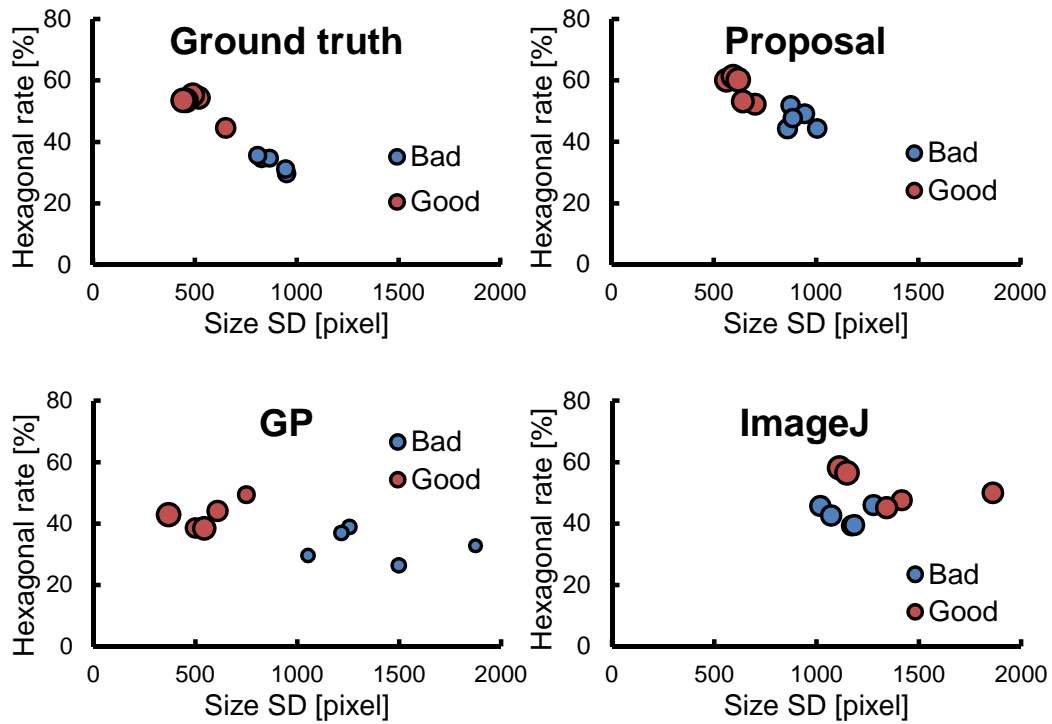 Ground truth
Hexagonal rate [%]
80
60
40
20
0
Bad
Good
0 500 1000 1500 2000
Size SD [pixel]
Proposal
Hexagonal rate [%]
80
60
40
20
0
Bad
Good
0 500 1000 1500 2000
Size SD [pixel]
GP
Hexagonal rate [%]
80
60
40
20
0
Bad
Good
0 500 1000 1500 2000
Size SD [pixel]
ImageJ
Hexagonal rate [%]
80
60
40
20
0
Bad
Good
0 500 1000 1500 2000
Size SD [pixel]